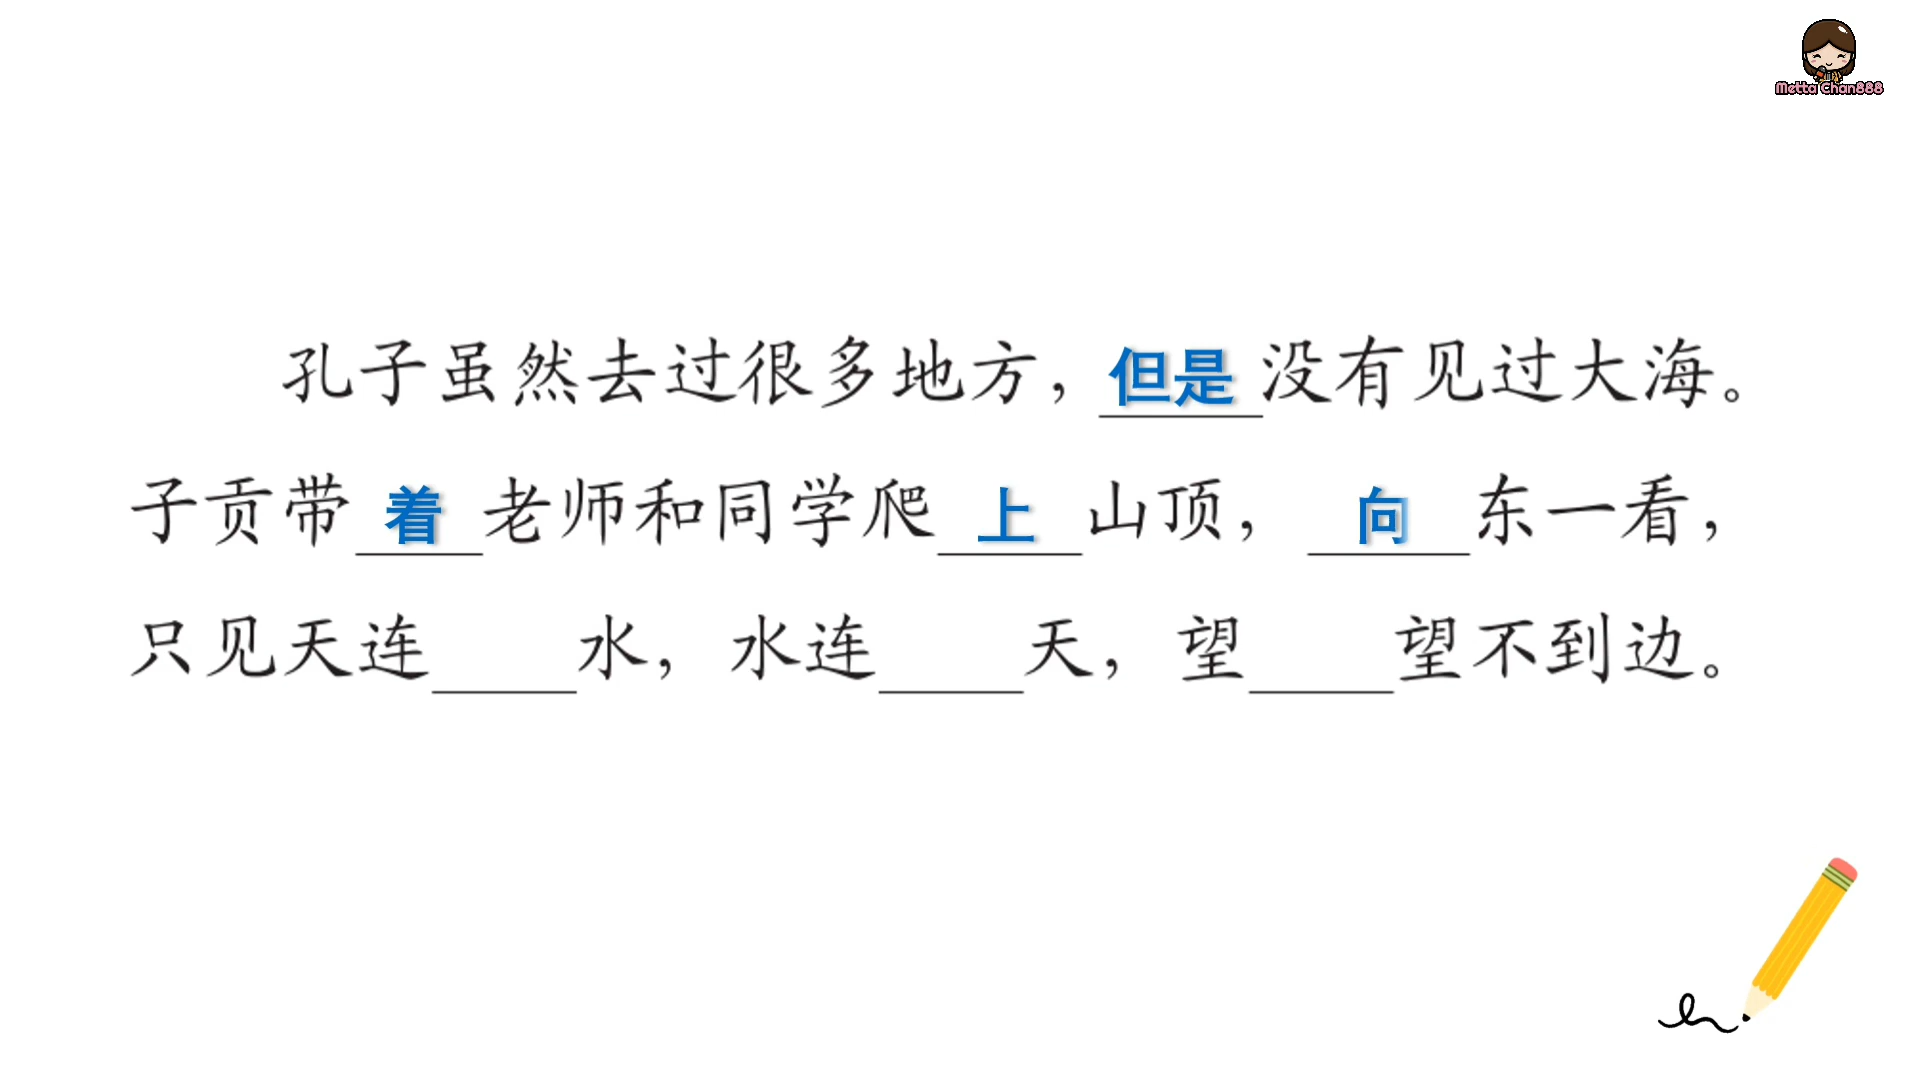 Metta Chan888
孔子虽然去过很多地方，但是没有见过大海。
子贡带着老师和同学爬上山顶，向东一看，
只见天连____水，水连____天，望____望不到边。